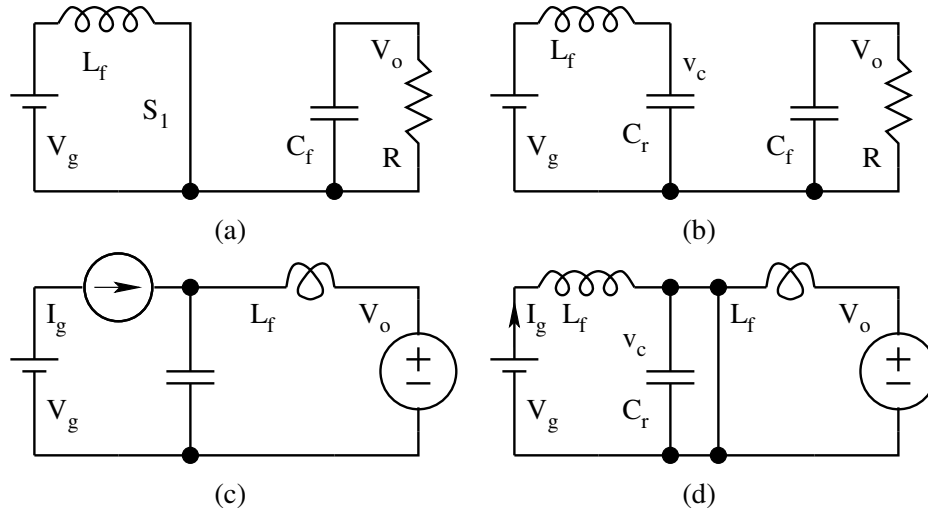 L_f
S_1
V_g
C_f
V_o
R
(a)
L_f
v_c
V_g
C_r
C_f
V_o
R
(b)
I_g
V_g
L_f
V_o
+
−
(c)
I_g
L_f
V_g
v_c
C_r
L_f
V_o
+
−
(d)